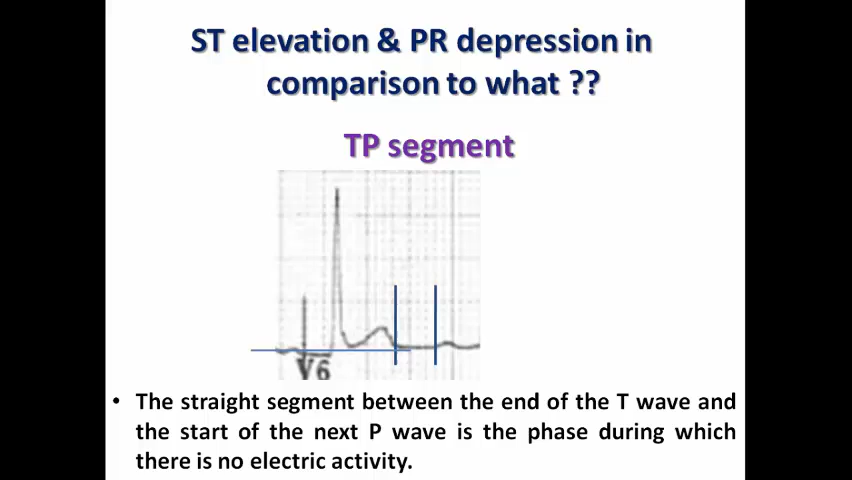 ST elevation & PR depression in
comparison to what ??
TP segment
V6
• The straight segment between the end of the T wave and
the start of the next P wave is the phase during which
there is no electric activity.